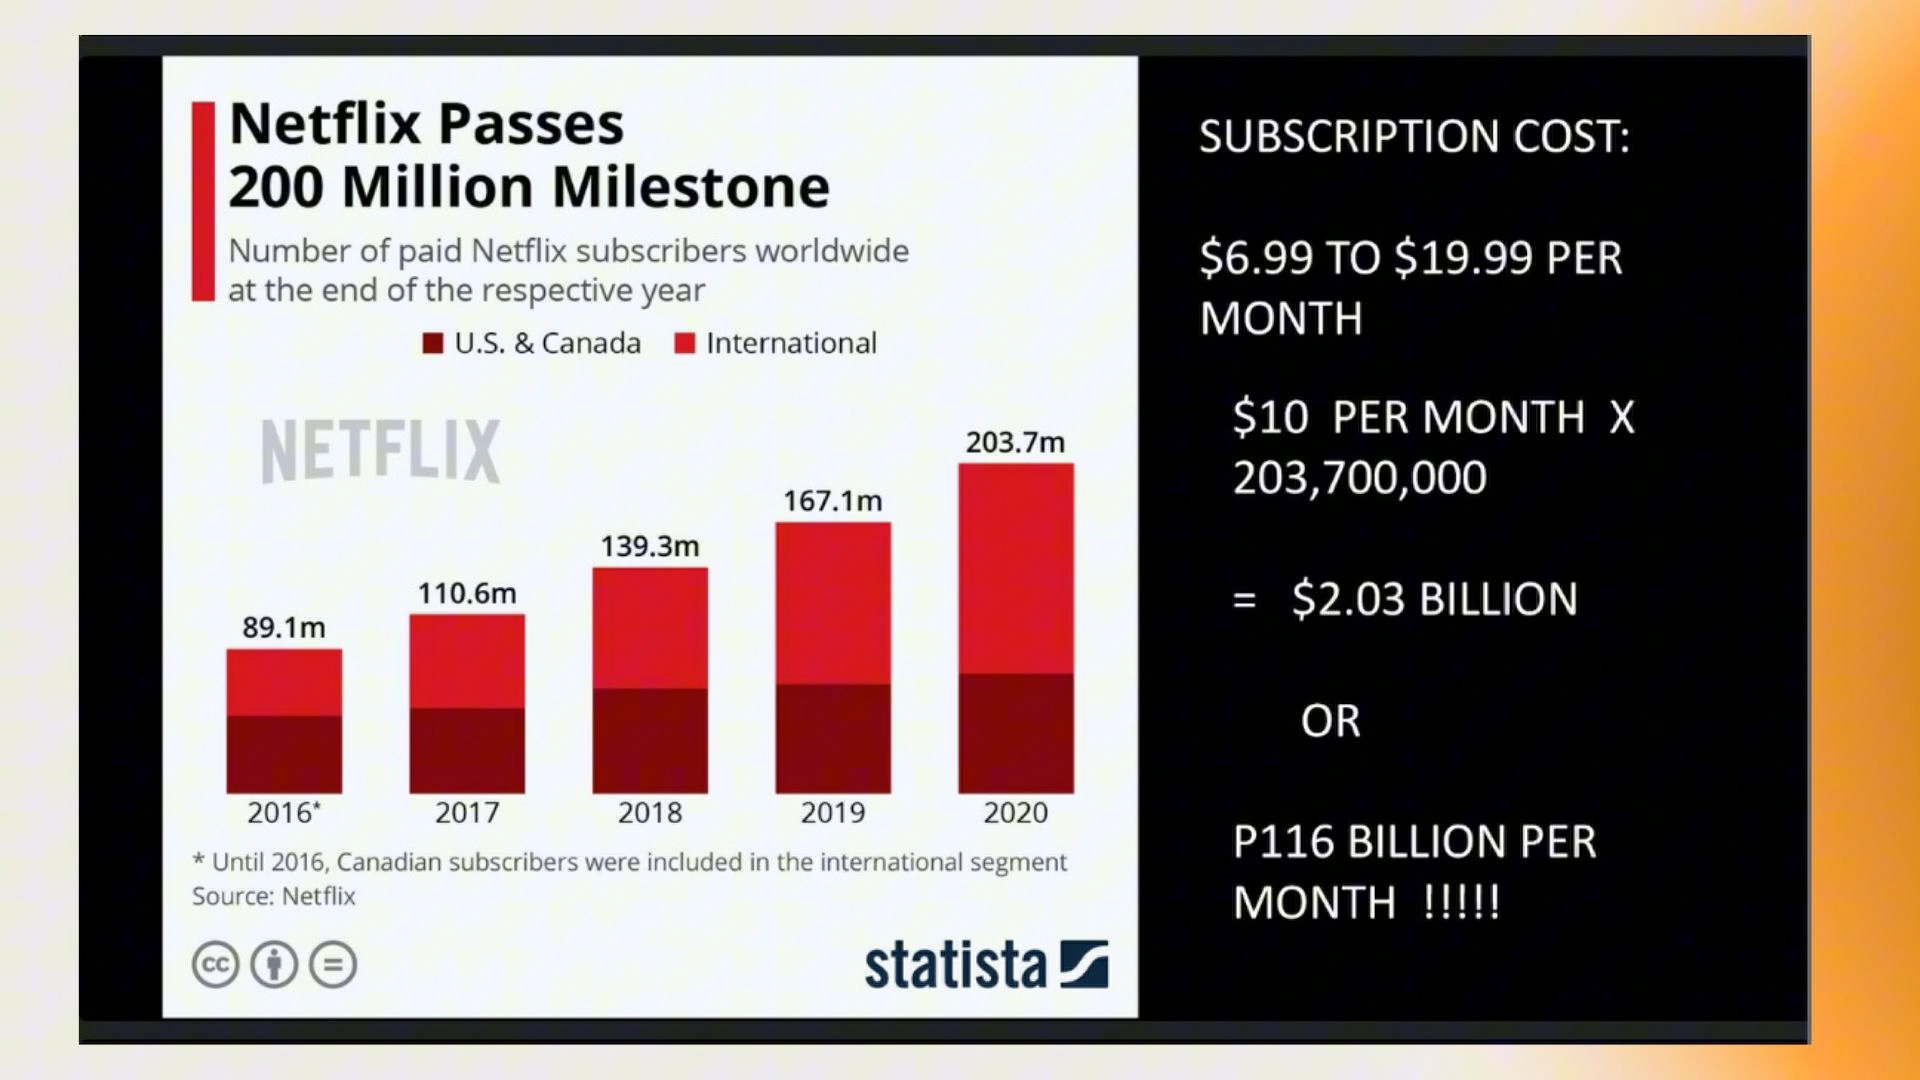 Netflix Passes
200 Million Milestone
Number of paid Netflix subscribers worldwide
at the end of the respective year
U.S. & Canada International
NETFLIX
89.1m
110.6m
139.3m
167.1m
203.7m
2016* 2017 2018 2019 2020
* Until 2016, Canadian subscribers were included in the international segment
Source: Netflix
cc
statista
SUBSCRIPTION COST:
$6.99 TO $19.99 PER
MONTH
$10 PER MONTH X
203,700,000
= $2.03 BILLION
OR
P116 BILLION PER
MONTH !!!!!